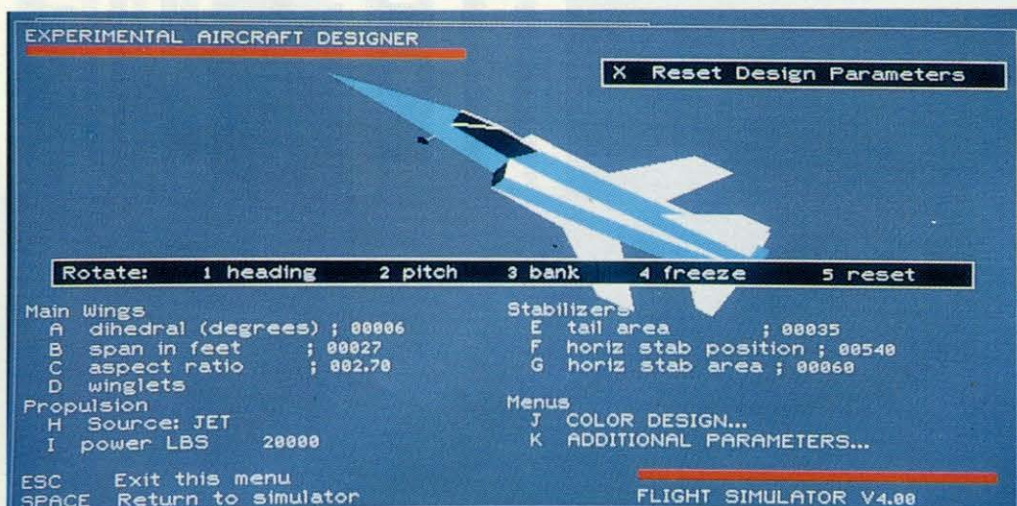 EXPERIMENTAL AIRCRAFT DESIGNER
X Reset Design Parameters
Rotate: 1 heading 2 pitch 3 bank 4 freeze 5 reset
Main Wings
A dihedral (degrees) ; 00006
B span in feet ; 00027
C aspect ratio ; 002.70
D winglets
Propulsion
H Source: JET
I power LBS 20000
Stabilizers
E tail area ; 00035
F horiz stab position ; 00540
G horiz stab area ; 00060
Menus
J COLOR DESIGN...
K ADDITIONAL PARAMETERS...
ESC Exit this menu
SPACE Return to simulator
FLIGHT SIMULATOR V4.00